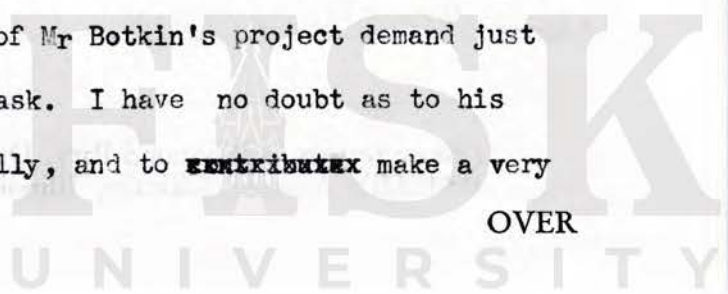 of Mr Botkin's project demand just
ask. I have no doubt as to his
lly, and to contribute make a very
OVER
FISK
UNIVERSITY